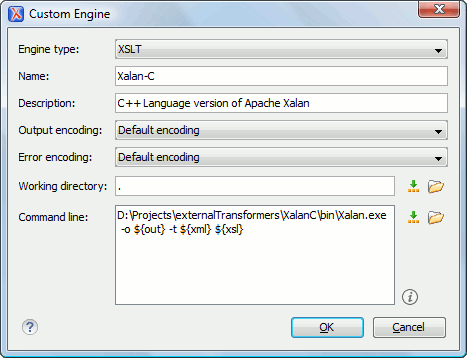 Custom Engine
Engine type: XSLT
Name: Xalan-C
Description: C++ Language version of Apache Xalan
Output encoding: Default encoding
Error encoding: Default encoding
Working directory: .
Command line: D:\Projects\externalTransformers\XalanC\bin\Xalan.exe
-o ${out} -t ${xml} ${xsl}
OK Cancel